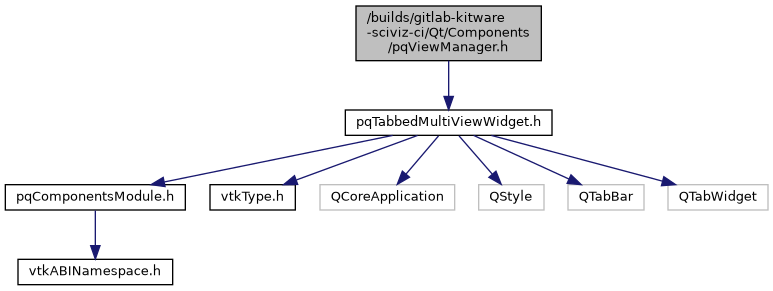 /builds/gitlab-kitware
-sciviz-ci/Qt/Components
/pqViewManager.h
pqTabbedMultiViewWidget.h
pqComponentsModule.h
vtkType.h
QCoreApplication
QStyle
QTabBar
QTabWidget
vtkABINamespace.h